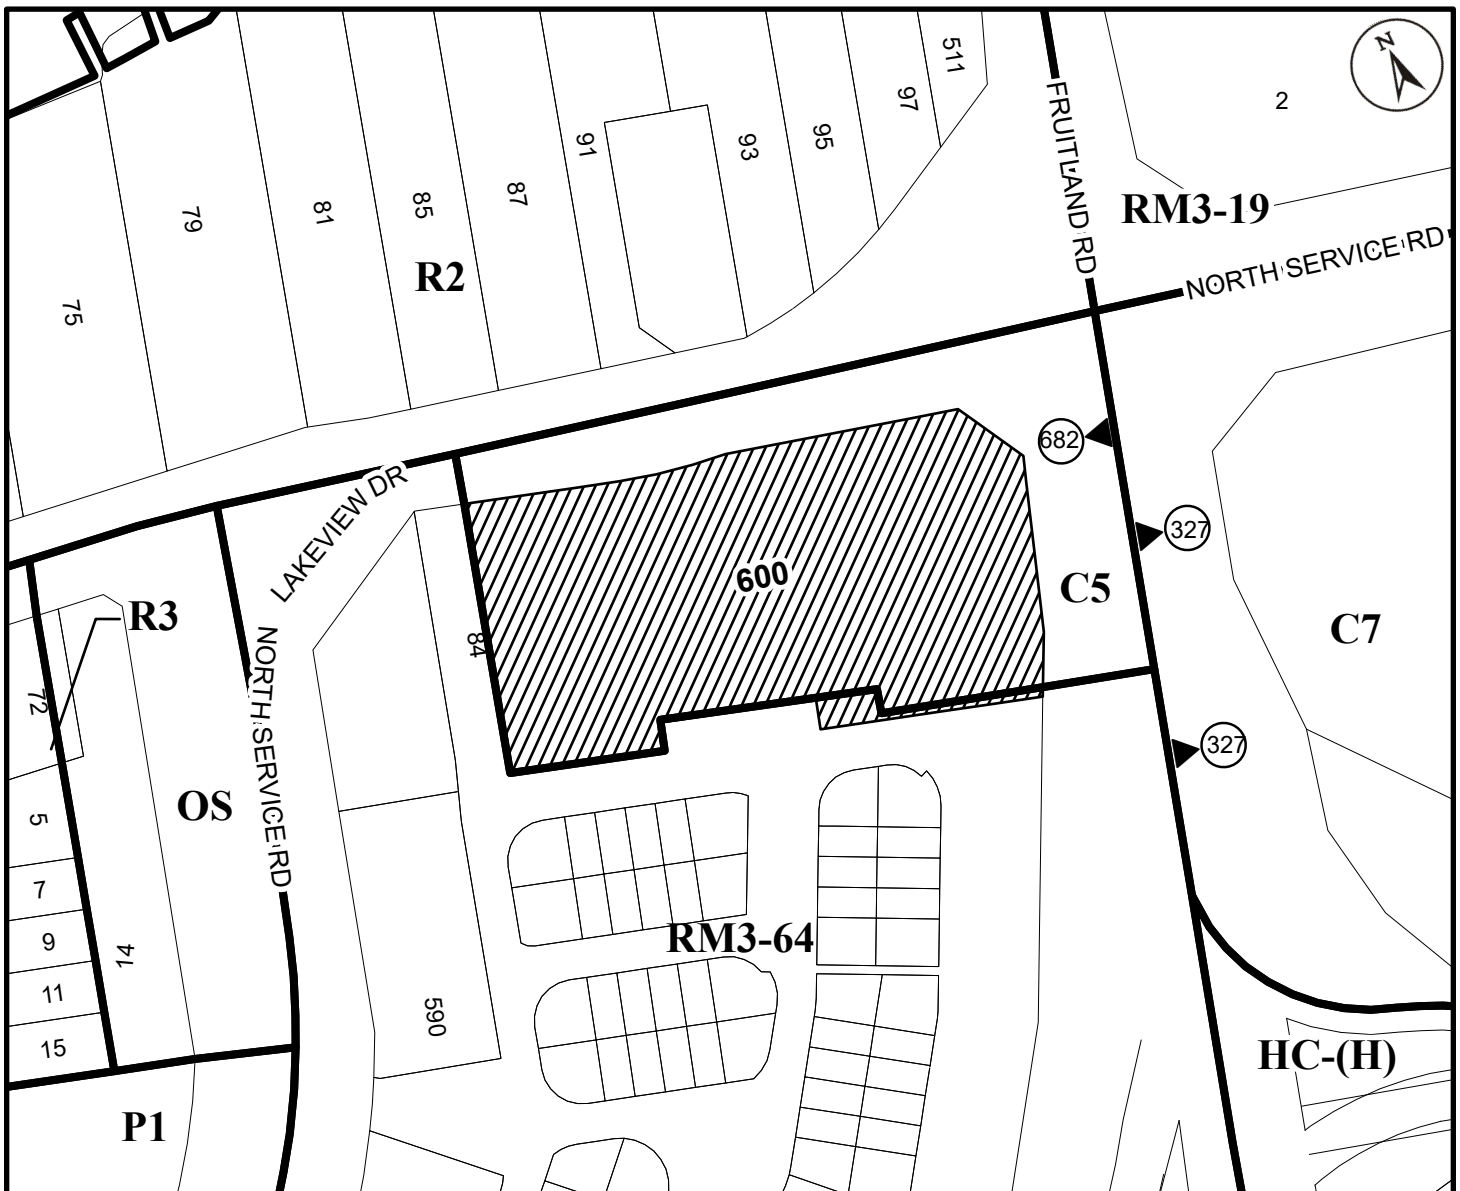 N
511
97
2
95
93
91
87
85
81
79
75
FRUITLAND RD
RM3-19
NORTH SERVICE RD
R2
682
327
LAKEVIEW DR
600
C5
C7
R3
84
72
NORTH SERVICE RD
327
OS
5
7
9
11
15
14
RM3-64
590
HC-(H)
P1